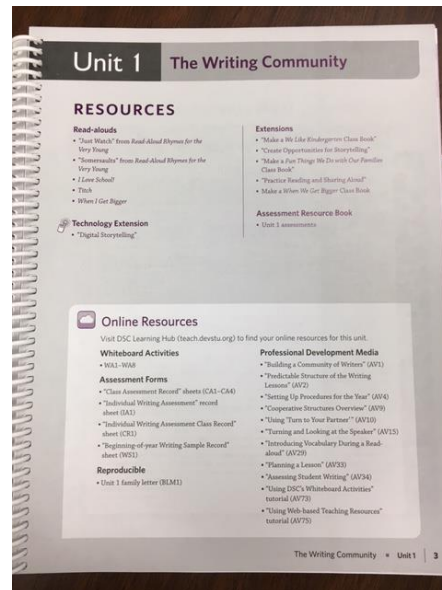 Unit 1 The Writing Community
RESOURCES
Read-alouds
• "Just Watch" from Read-Aloud Rhymes for the
Very Young
• "Somersaults" from Read-Aloud Rhymes for the
Very Young
• I Love School!
• Titch
• When I Get Bigger
Technology Extension
• "Digital Storytelling"
Extensions
• "Make a We Like Kindergarten Class Book"
• "Create Opportunities for Storytelling"
• "Make a Fun Things We Do with Our Families
Class Book"
• "Practice Reading and Sharing Aloud"
• Make a When We Get Bigger Class Book
Assessment Resource Book
• Unit 1 assessments
Online Resources
Visit DSC Learning Hub (teach.devstu.org) to find your online resources for this unit.
Whiteboard Activities
• WA1–WA8
Assessment Forms
• "Class Assessment Record" sheets (CA1–CA4)
• "Individual Writing Assessment" record
sheet (IA1)
• "Individual Writing Assessment Class Record"
sheet (CR1)
• "Beginning-of-year Writing Sample Record"
sheet (WS1)
Reproducible
• Unit 1 family letter (BLM1)
Professional Development Media
• "Building a Community of Writers" (AV1)
• "Predictable Structure of the Writing
Lessons" (AV2)
• "Setting Up Procedures for the Year" (AV4)
• "Cooperative Structures Overview" (AV9)
• "Using 'Turn to Your Partner'" (AV10)
• "Turning and Looking at the Speaker" (AV15)
• "Introducing Vocabulary During a Read-
aloud" (AV29)
• "Planning a Lesson" (AV33)
• "Assessing Student Writing" (AV34)
• "Using DSC's Whiteboard Activities"
tutorial (AV73)
• "Using Web-based Teaching Resources"
tutorial (AV75)
The Writing Community • Unit 1 | 3